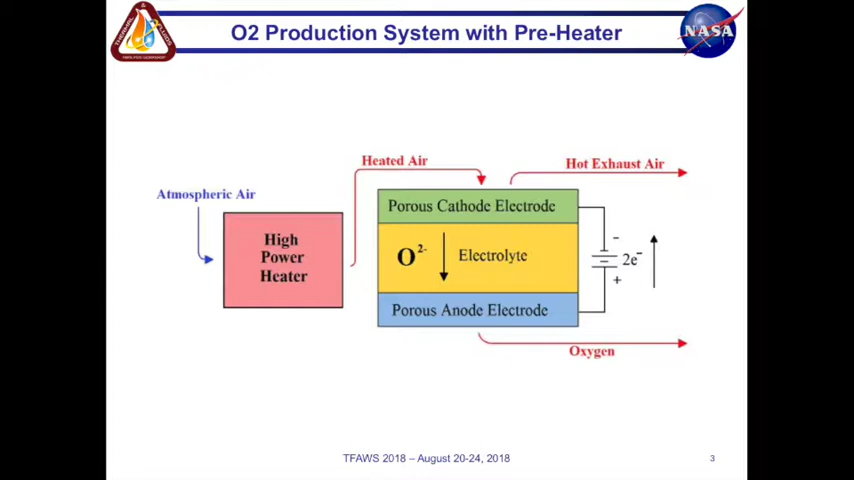 O2 Production System with Pre-Heater
NASA
Heated Air
Hot Exhaust Air
Atmospheric Air
Porous Cathode Electrode
High
Power
Heater
O²⁻
Electrolyte
−
2e⁻
+
Porous Anode Electrode
Oxygen
TFAWS 2018 – August 20-24, 2018
3